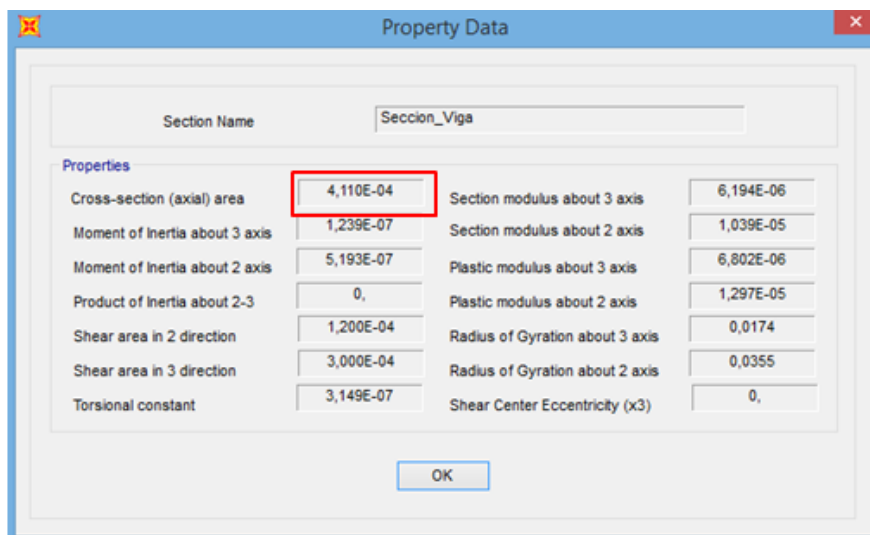 Property Data
Section Name Seccion_Viga
Properties
Cross-section (axial) area 4,110E-04 Section modulus about 3 axis 6,194E-06
Moment of Inertia about 3 axis 1,239E-07 Section modulus about 2 axis 1,039E-05
Moment of Inertia about 2 axis 5,193E-07 Plastic modulus about 3 axis 6,802E-06
Product of Inertia about 2-3 0, Plastic modulus about 2 axis 1,297E-05
Shear area in 2 direction 1,200E-04 Radius of Gyration about 3 axis 0,0174
Shear area in 3 direction 3,000E-04 Radius of Gyration about 2 axis 0,0355
Torsional constant 3,149E-07 Shear Center Eccentricity (x3) 0,
OK